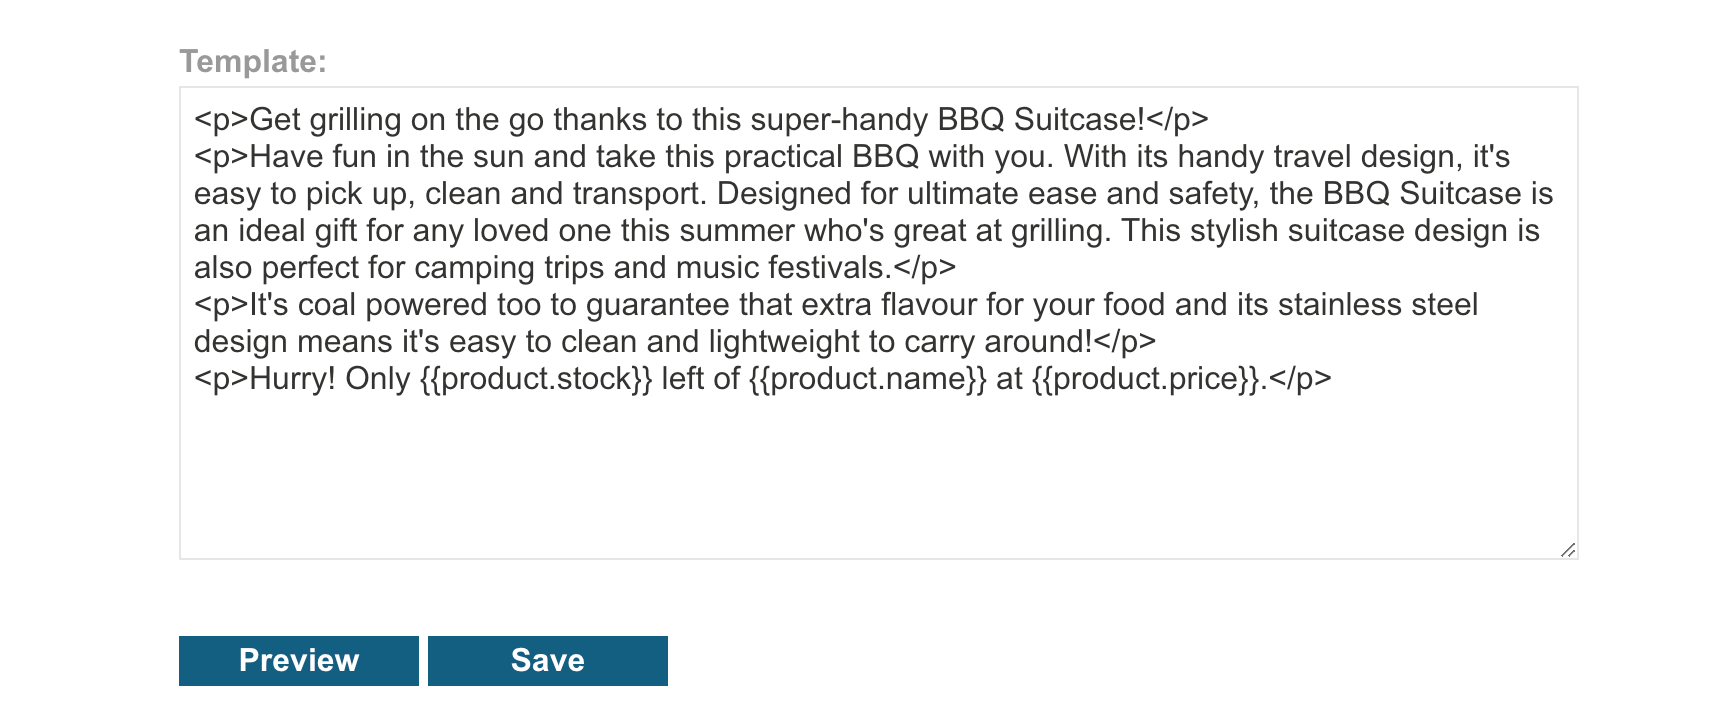 Template:
<p>Get grilling on the go thanks to this super-handy BBQ Suitcase!</p>
<p>Have fun in the sun and take this practical BBQ with you. With its handy travel design, it's
easy to pick up, clean and transport. Designed for ultimate ease and safety, the BBQ Suitcase is
an ideal gift for any loved one this summer who's great at grilling. This stylish suitcase design is
also perfect for camping trips and music festivals.</p>
<p>It's coal powered too to guarantee that extra flavour for your food and its stainless steel
design means it's easy to clean and lightweight to carry around!</p>
<p>Hurry! Only {{product.stock}} left of {{product.name}} at {{product.price}}.</p>
Preview Save